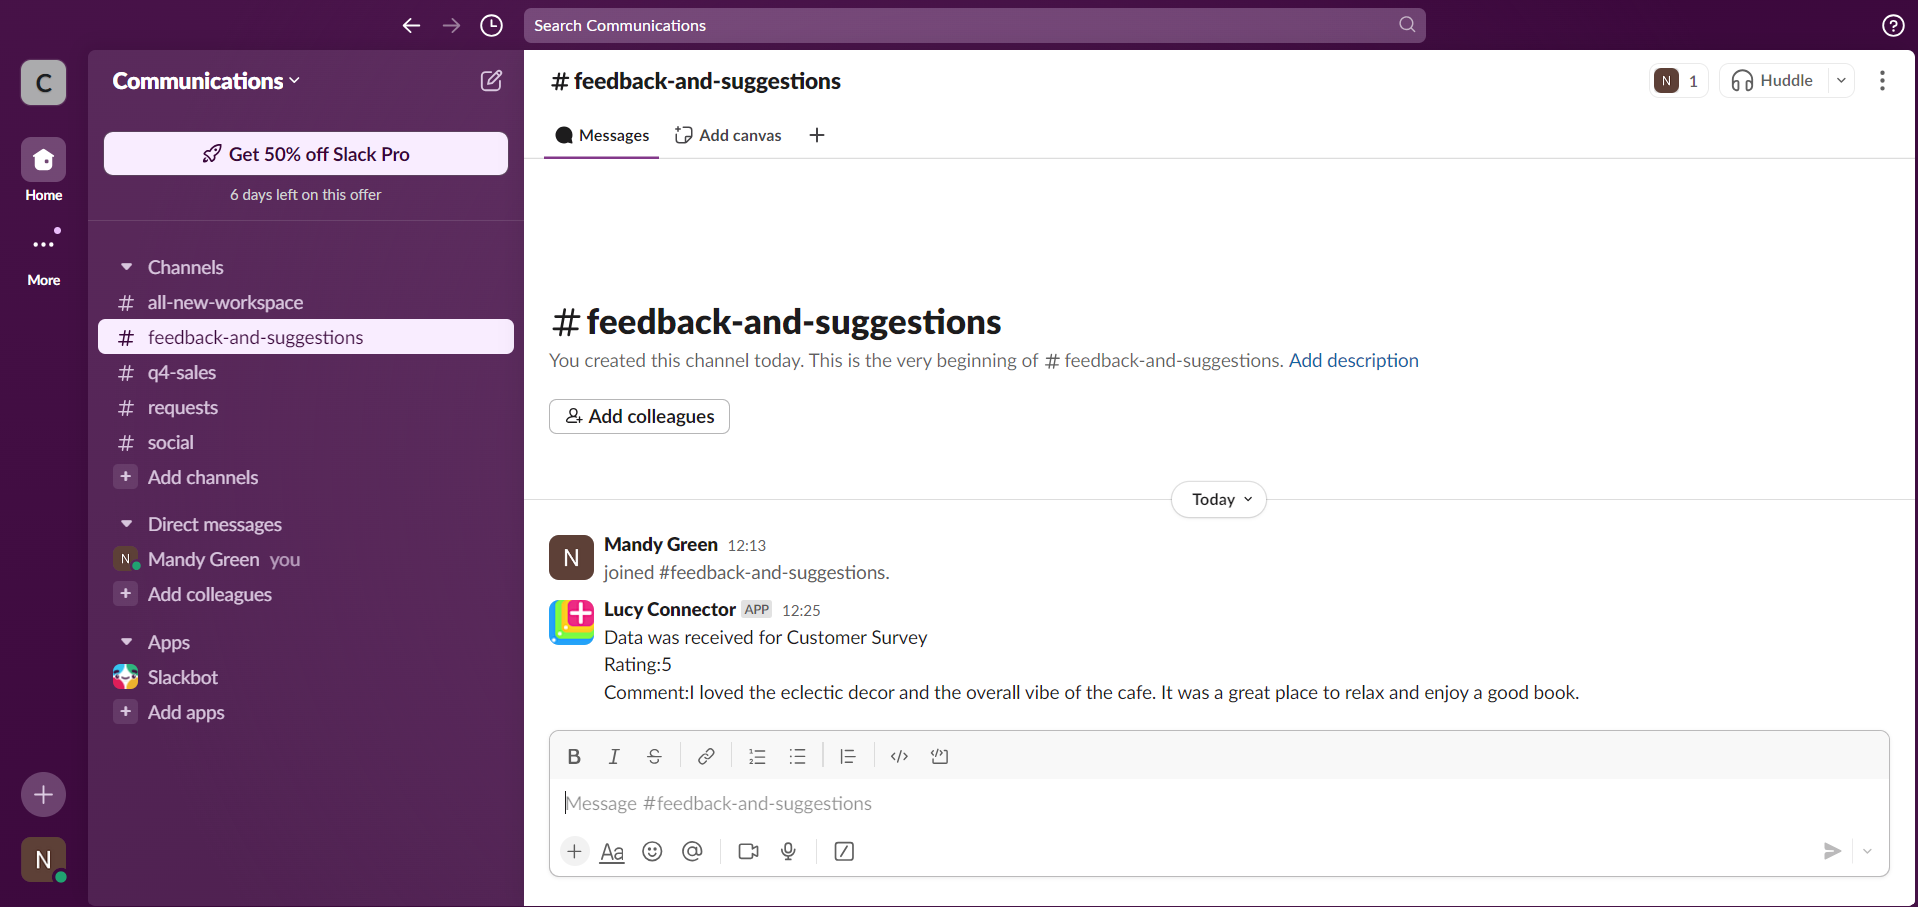 Search Communications
C
Communications
Get 50% off Slack Pro
6 days left on this offer
Home
More
Channels
# all-new-workspace
# feedback-and-suggestions
# q4-sales
# requests
# social
+ Add channels
Direct messages
N Mandy Green you
+ Add colleagues
Apps
Slackbot
+ Add apps
N
# feedback-and-suggestions
N 1
Huddle
Messages
Add canvas
# feedback-and-suggestions
You created this channel today. This is the very beginning of # feedback-and-suggestions. Add description
Add colleagues
Today
N
Mandy Green 12:13
joined #feedback-and-suggestions.
Lucy Connector APP 12:25
Data was received for Customer Survey
Rating:5
Comment:I loved the eclectic decor and the overall vibe of the cafe. It was a great place to relax and enjoy a good book.
B I S
Message #feedback-and-suggestions
+ Aa @